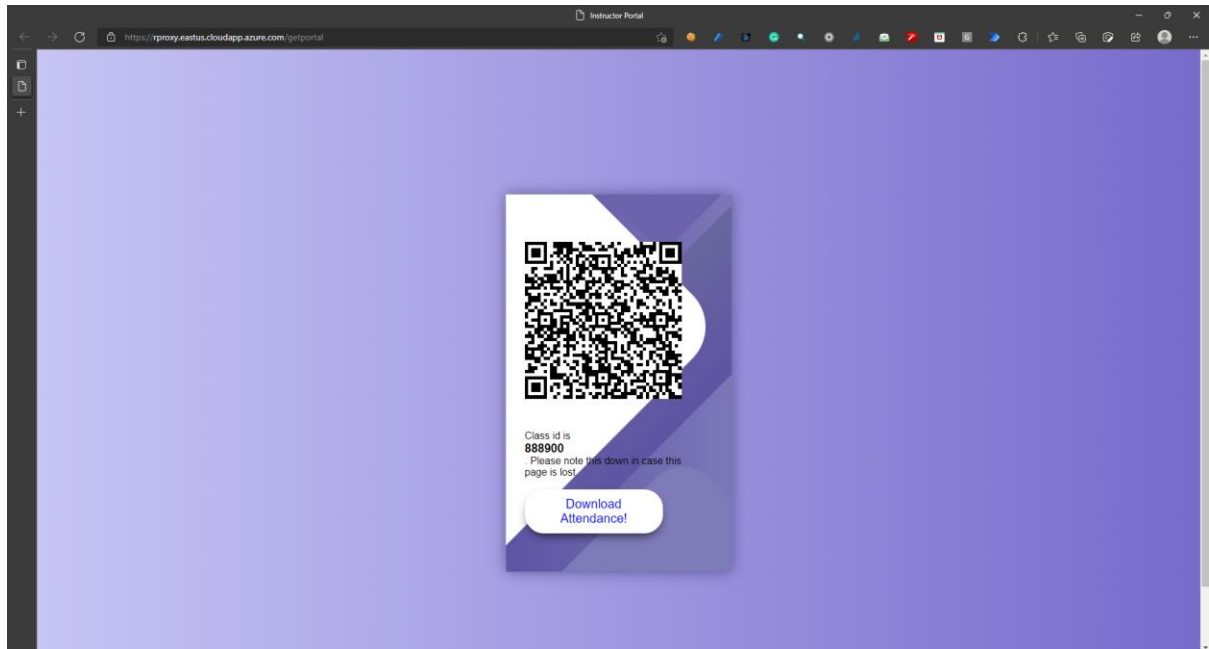 Instructor Portal
https://rproxy.eastus.cloudapp.azure.com/getportal
Class id is
888900
. Please note this down in case this
page is lost.
Download
Attendance!